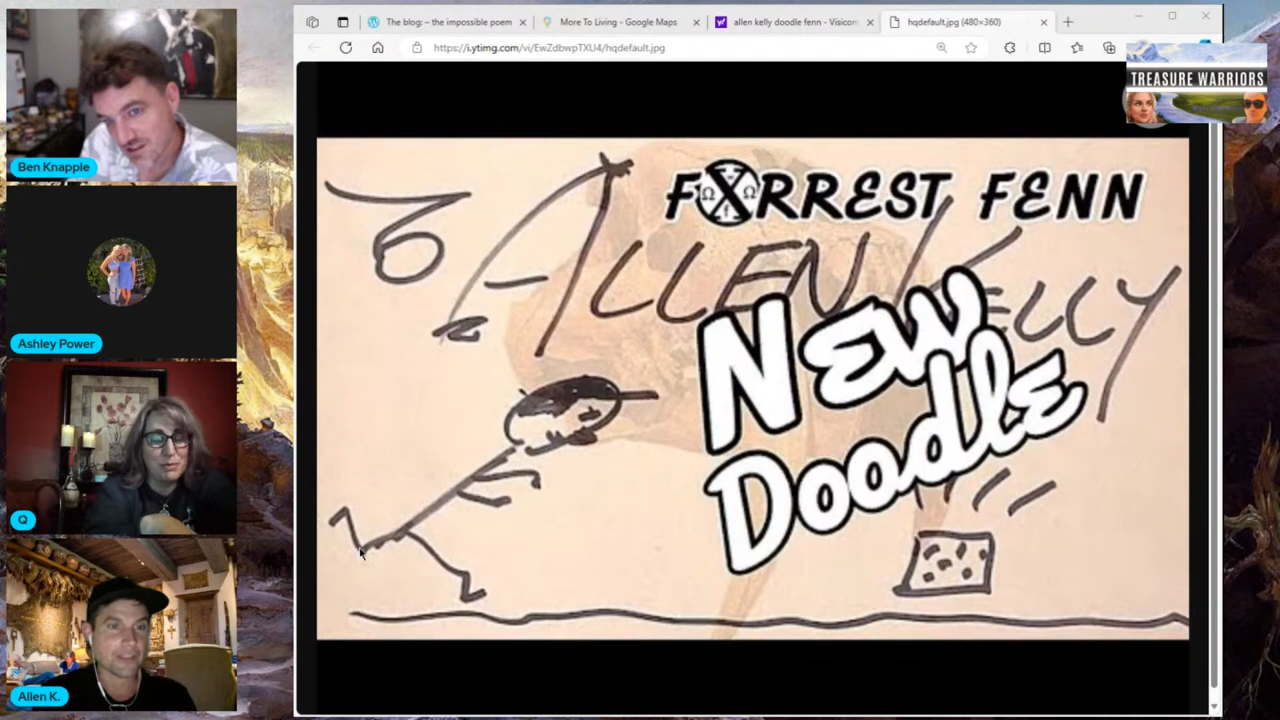 The blog: – the impossible poem
More To Living - Google Maps
allen kelly doodle fenn - Visicom
hqdefault.jpg (480×360)
https://i.ytimg.com/vi/EwZdbwpTXU4/hqdefault.jpg
TREASURE WARRIORS
Ben Knapple
Ashley Power
Q
Allen K.
FORREST FENN
TO ALLEN KELLY
New
Doodle